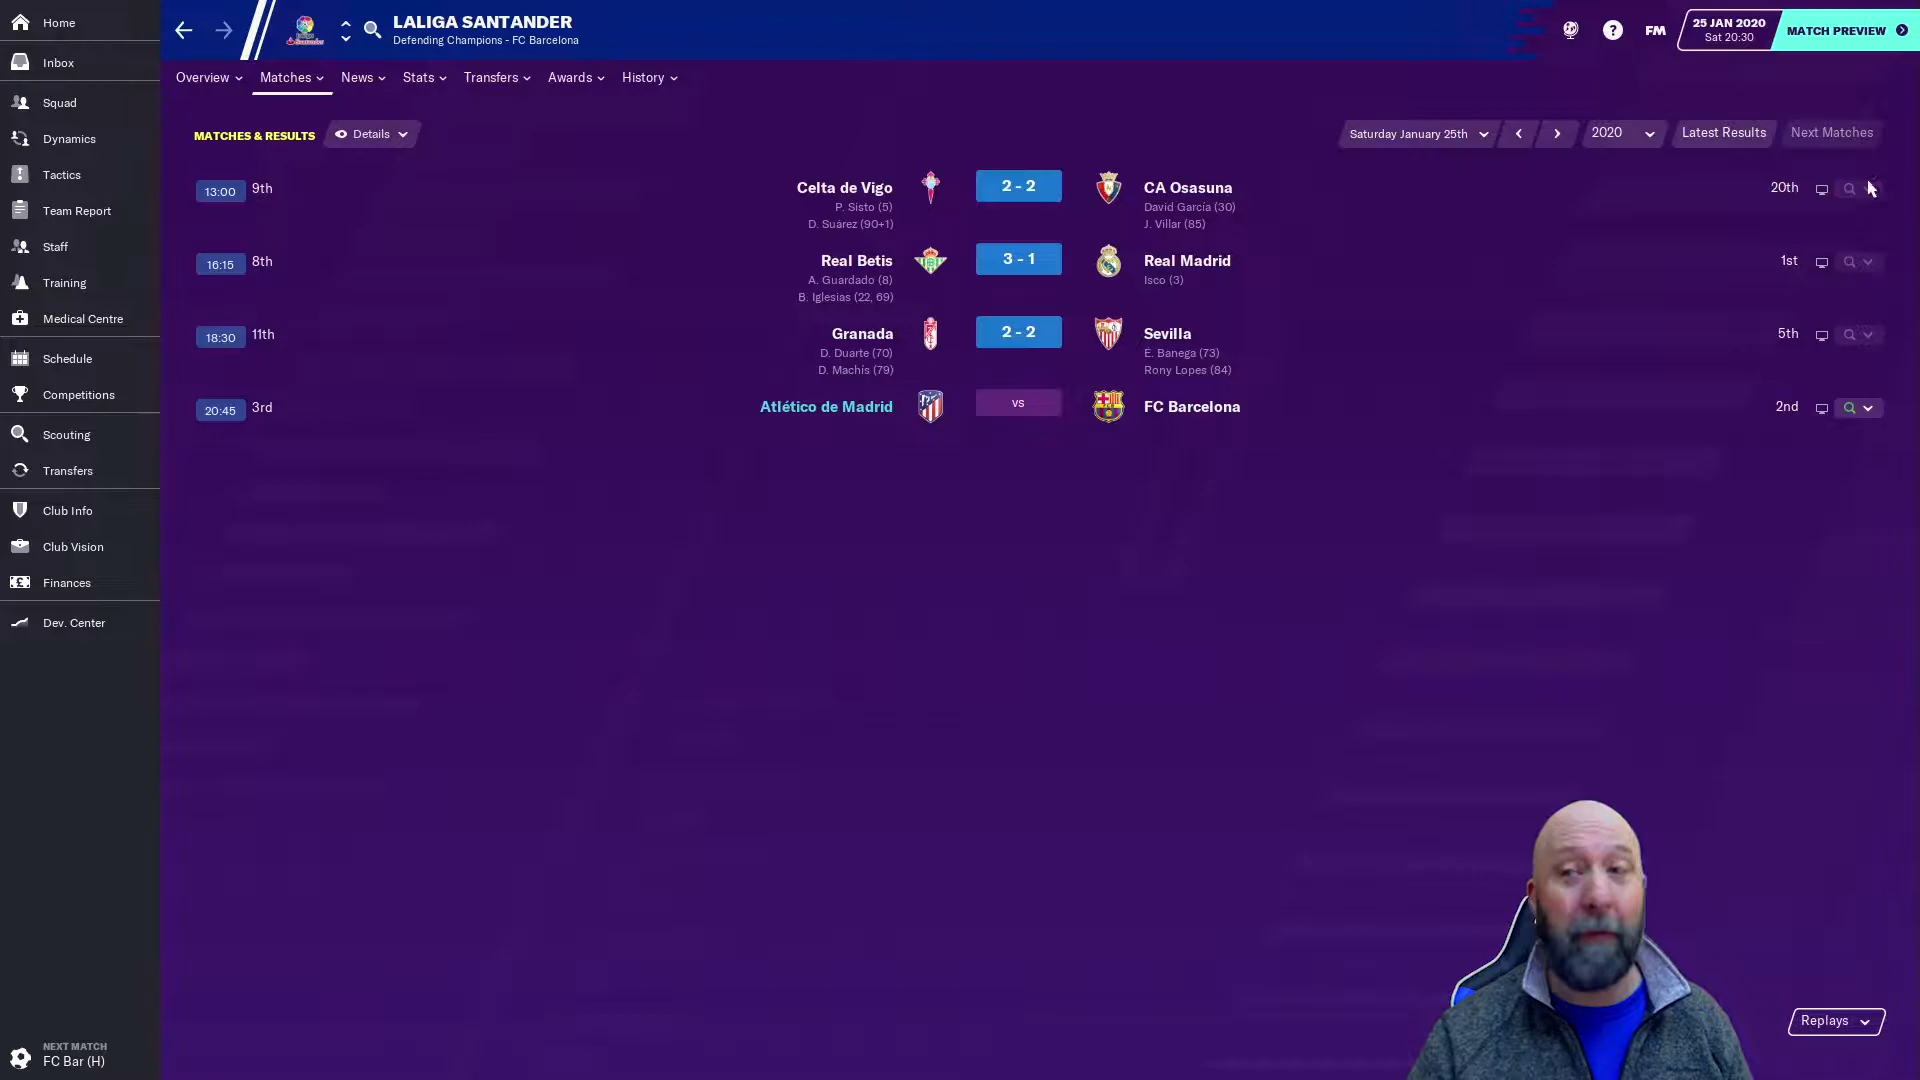 Home
Inbox
Squad
Dynamics
Tactics
Team Report
Staff
Training
Medical Centre
Schedule
Competitions
Scouting
Transfers
Club Info
Club Vision
Finances
Dev. Center
NEXT MATCH
FC Bar (H)
LALIGA SANTANDER
Defending Champions - FC Barcelona
FM
25 JAN 2020
Sat 20:30
MATCH PREVIEW
Overview Matches News Stats Transfers Awards History
MATCHES & RESULTS Details Saturday January 25th 2020 Latest Results Next Matches
13:00 9th Celta de Vigo 2 - 2 CA Osasuna 20th
P. Sisto (5) David García (30)
D. Suárez (90+1) J. Villar (85)
16:15 8th Real Betis 3 - 1 Real Madrid 1st
A. Guardado (8) Isco (3)
B. Iglesias (22, 69)
18:30 11th Granada 2 - 2 Sevilla 5th
D. Duarte (70) É. Banega (73)
D. Machís (79) Rony Lopes (84)
20:45 3rd Atlético de Madrid vs FC Barcelona 2nd
Replays